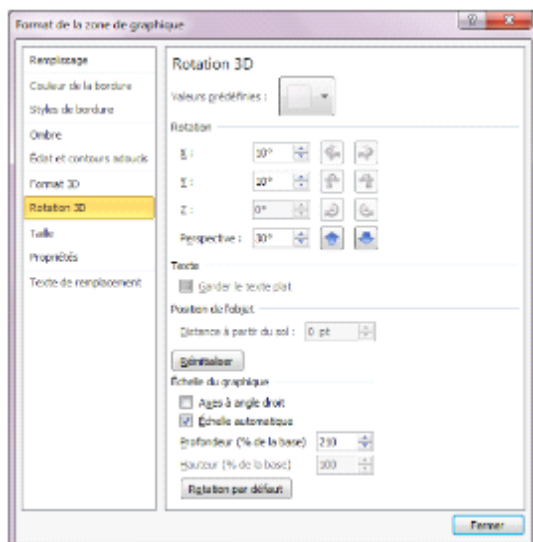 Format de la zone de graphique
Remplissage
Couleur de la bordure
Styles de bordure
Ombre
Éclat et contours adoucis
Format 3D
Rotation 3D
Taille
Propriétés
Texte de remplacement
Rotation 3D
Valeurs prédéfinies :
Rotation
X : 10°
Y : 10°
Z : 0°
Perspective : 30°
Texte
Garder le texte plat
Position de l'objet
Distance à partir du sol : 0 pt
Réinitialiser
Échelle du graphique
Axes à angle droit
Échelle automatique
Profondeur (% de la base) 210
Hauteur (% de la base) 100
Rotation par défaut
Fermer